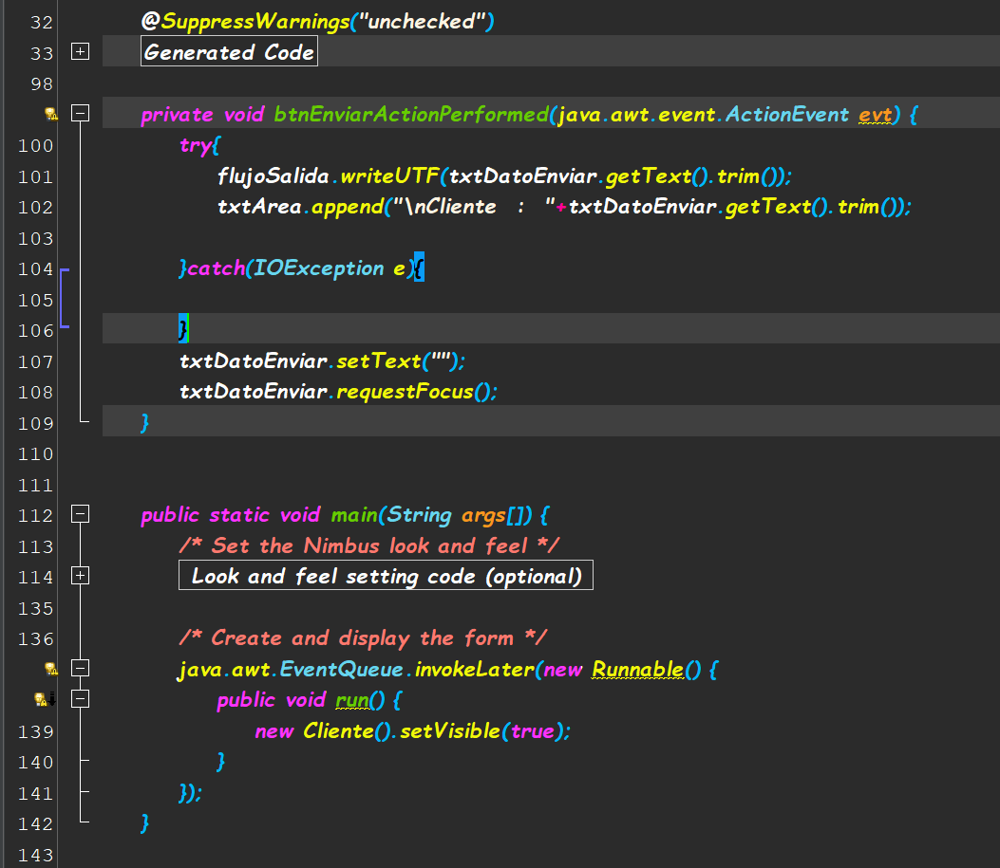 32 @SuppressWarnings("unchecked")
33 Generated Code
98
private void btnEnviarActionPerformed(java.awt.event.ActionEvent evt) {
100 try{
101 flujoSalida.writeUTF(txtDatoEnviar.getText().trim());
102 txtArea.append("\nCliente : "+txtDatoEnviar.getText().trim());
103
104 }catch(IOException e){
105
106 }
107 txtDatoEnviar.setText("");
108 txtDatoEnviar.requestFocus();
109 }
110
111
112 public static void main(String args[]) {
113 /* Set the Nimbus look and feel */
114 Look and feel setting code (optional)
135
136 /* Create and display the form */
java.awt.EventQueue.invokeLater(new Runnable() {
public void run() {
139 new Cliente().setVisible(true);
140 }
141 });
142 }
143